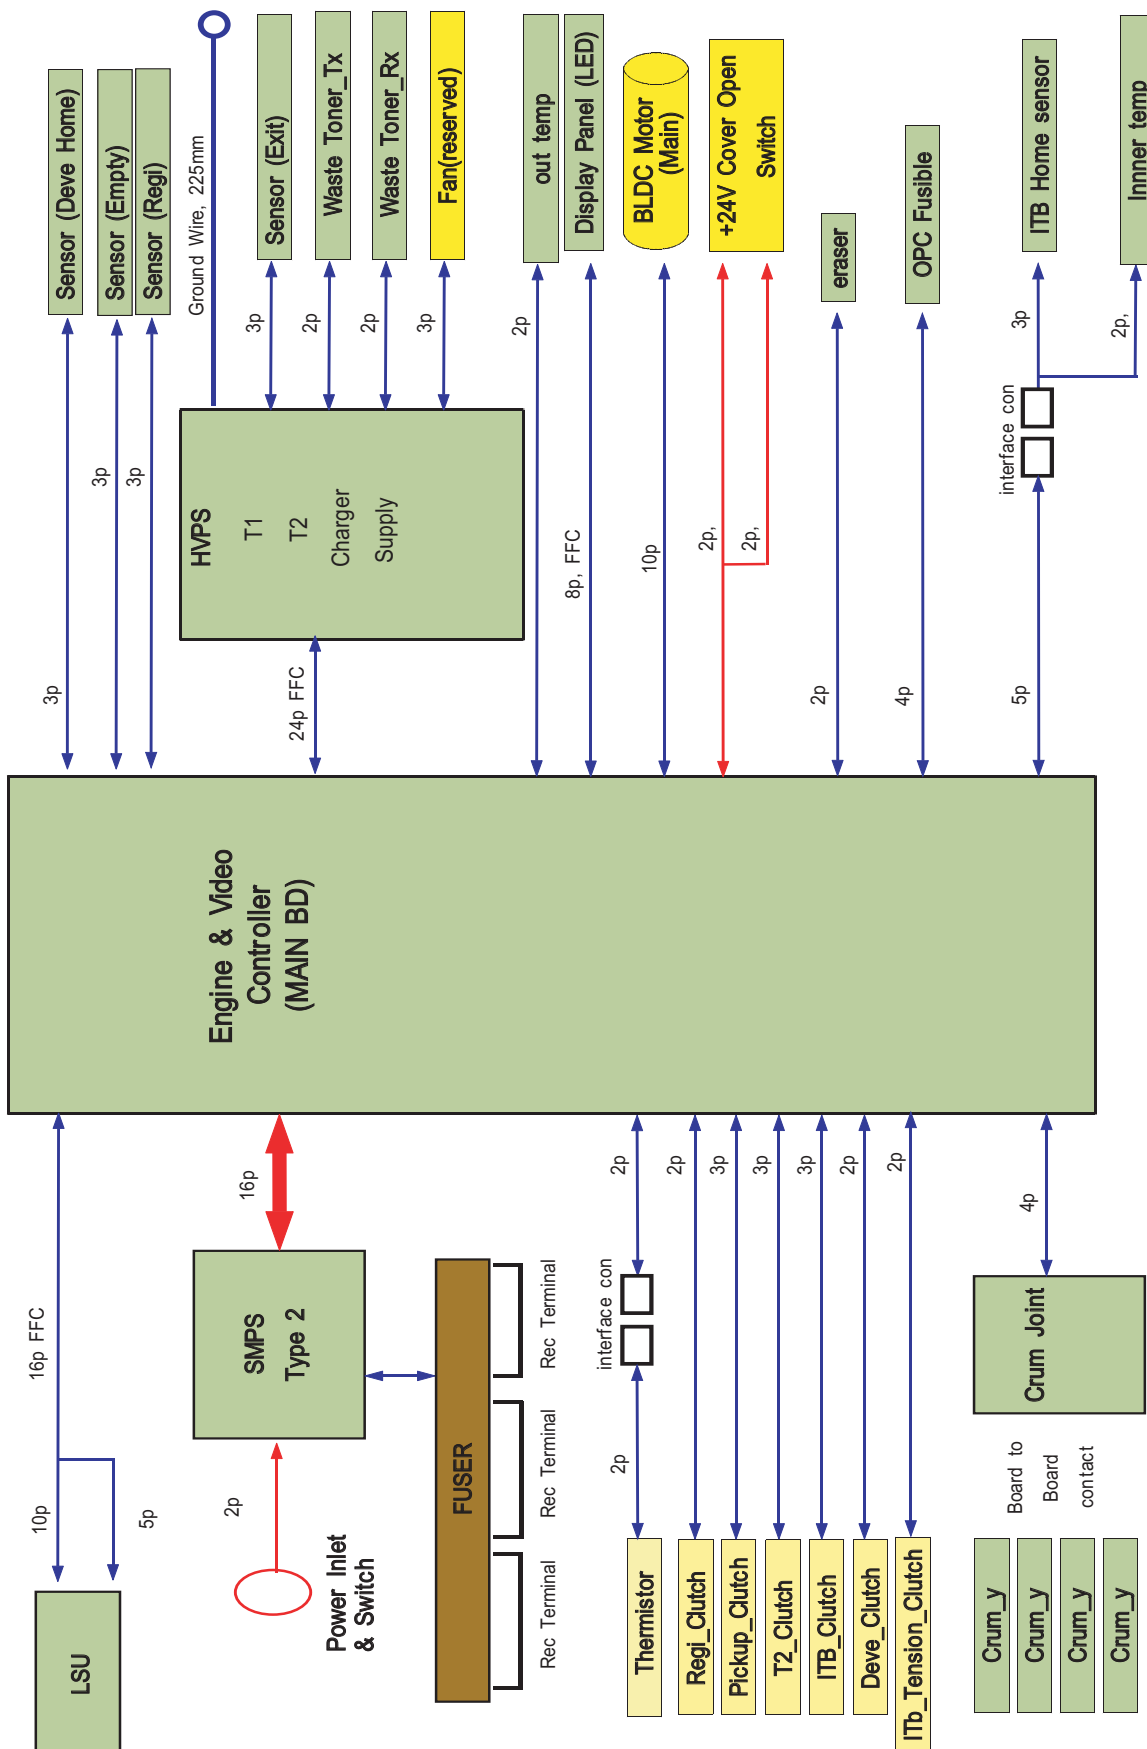 Sensor (Deve Home)
Sensor (Empty)
Sensor (Regi)
Ground Wire, 225mm
Sensor (Exit)
Waste Toner_Tx
Waste Toner_Rx
Fan(reserved)
out temp
Display Panel (LED)
BLDC Motor
(Main)
+24V Cover Open
Switch
eraser
OPC Fusible
ITB Home sensor
Innner temp
3p
3p
3p
3p
2p
2p
3p
2p
8p, FFC
10p
2p,
2p,
2p
4p
3p
2p,
interface con
5p
HVPS
T1
T2
Charger
Supply
24p FFC
Engine & Video
Controller
(MAIN BD)
16p FFC
10p
5p
LSU
16p
SMPS
Type 2
2p
Power Inlet
& Switch
FUSER
Rec Terminal
Rec Terminal
Rec Terminal
2p
interface con
2p
2p
3p
3p
3p
2p
2p
4p
Thermistor
Regi_Clutch
Pickup_Clutch
T2_Clutch
ITB_Clutch
Deve_Clutch
ITb_Tension_Clutch
Crum Joint
Board to
Board
contact
Crum_y
Crum_y
Crum_y
Crum_y